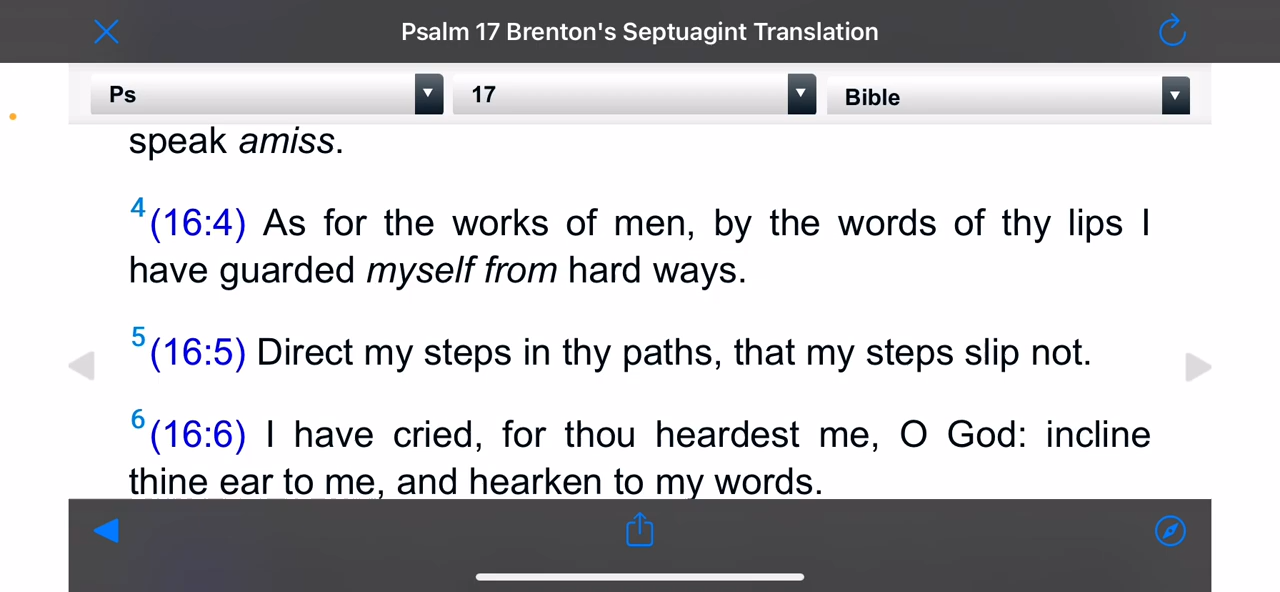 Psalm 17 Brenton's Septuagint Translation
Ps 17 Bible
speak amiss.
4(16:4) As for the works of men, by the words of thy lips I
have guarded myself from hard ways.
5(16:5) Direct my steps in thy paths, that my steps slip not.
6(16:6) I have cried, for thou heardest me, O God: incline
thine ear to me, and hearken to my words.